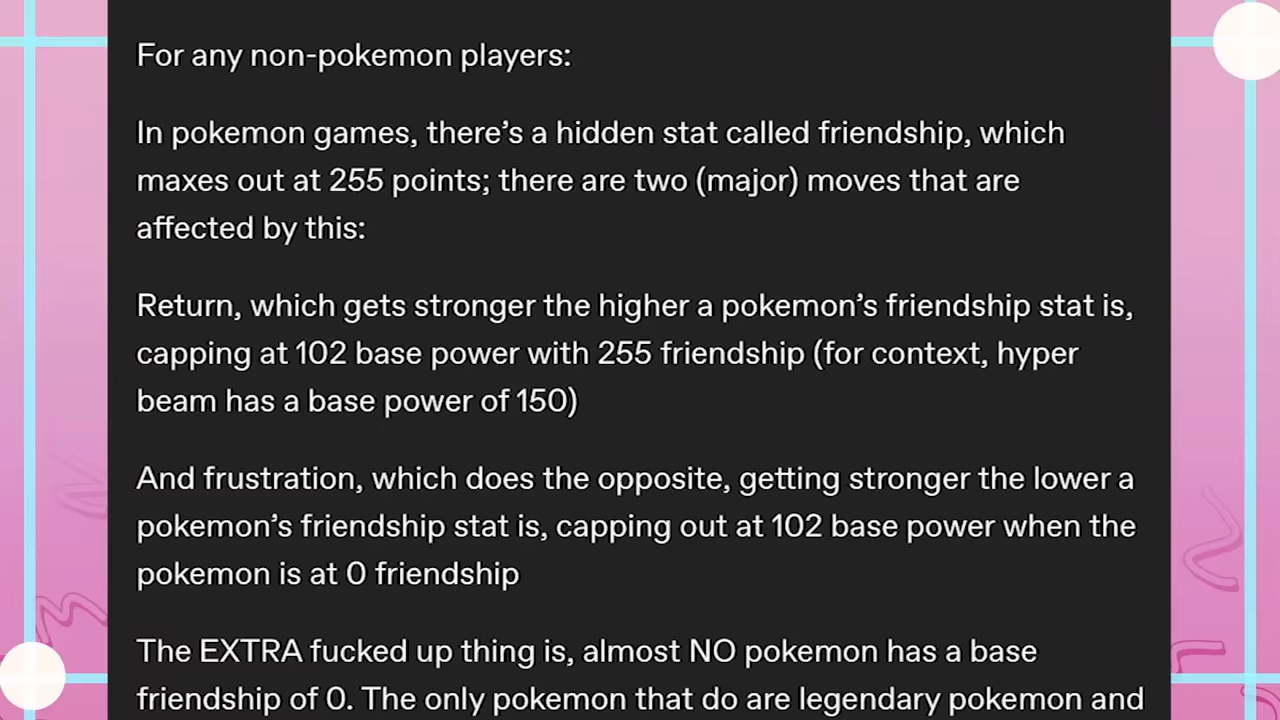 For any non-pokemon players:
In pokemon games, there’s a hidden stat called friendship, which
maxes out at 255 points; there are two (major) moves that are
affected by this:
Return, which gets stronger the higher a pokemon’s friendship stat is,
capping at 102 base power with 255 friendship (for context, hyper
beam has a base power of 150)
And frustration, which does the opposite, getting stronger the lower a
pokemon’s friendship stat is, capping out at 102 base power when the
pokemon is at 0 friendship
The EXTRA fucked up thing is, almost NO pokemon has a base
friendship of 0. The only pokemon that do are legendary pokemon and